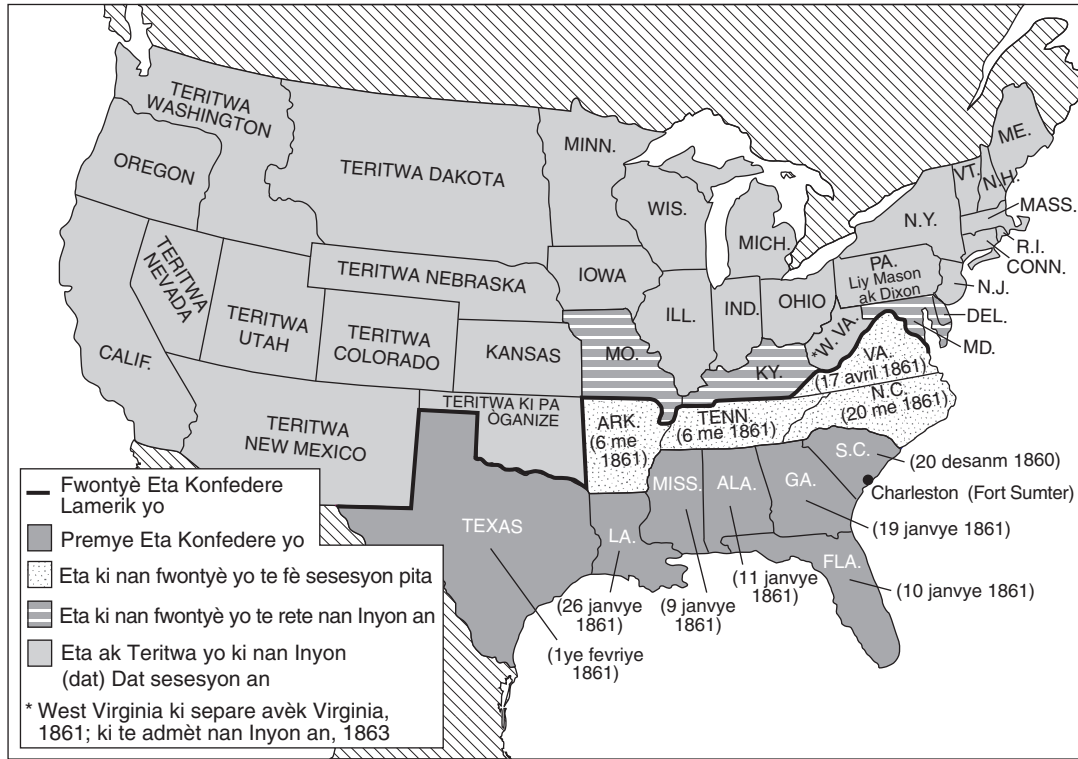 TERITWA
WASHINGTON
OREGON
TERITWA DAKOTA
MINN.
WIS.
MICH.
ME.
VT.
N.H.
MASS.
N.Y.
R.I.
CONN.
N.J.
PA.
Liy Mason
ak Dixon
DEL.
MD.
TERITWA
NEVADA
TERITWA NEBRASKA
IOWA
ILL.
IND.
OHIO
*W. VA.
CALIF.
TERITWA
UTAH
TERITWA
COLORADO
KANSAS
MO.
KY.
VA.
(17 avril 1861)
N.C.
(20 me 1861)
TERITWA
NEW MEXICO
TERITWA KI PA
ÒGANIZE
ARK.
(6 me
1861)
TENN.
(6 me 1861)
S.C.
(20 desanm 1860)
Charleston (Fort Sumter)
MISS.
ALA.
GA.
(19 janvye 1861)
TEXAS
LA.
FLA.
(10 janvye 1861)
(11 janvye
1861)
(9 janvye
1861)
(26 janvye
1861)
(1ye fevriye
1861)
Fwontyè Eta Konfedere
Lamerik yo
Premye Eta Konfedere yo
Eta ki nan fwontyè yo te fè sesesyon pita
Eta ki nan fwontyè yo te rete nan Inyon an
Eta ak Teritwa yo ki nan Inyon
(dat) Dat sesesyon an
* West Virginia ki separe avèk Virginia,
1861; ki te admèt nan Inyon an, 1863